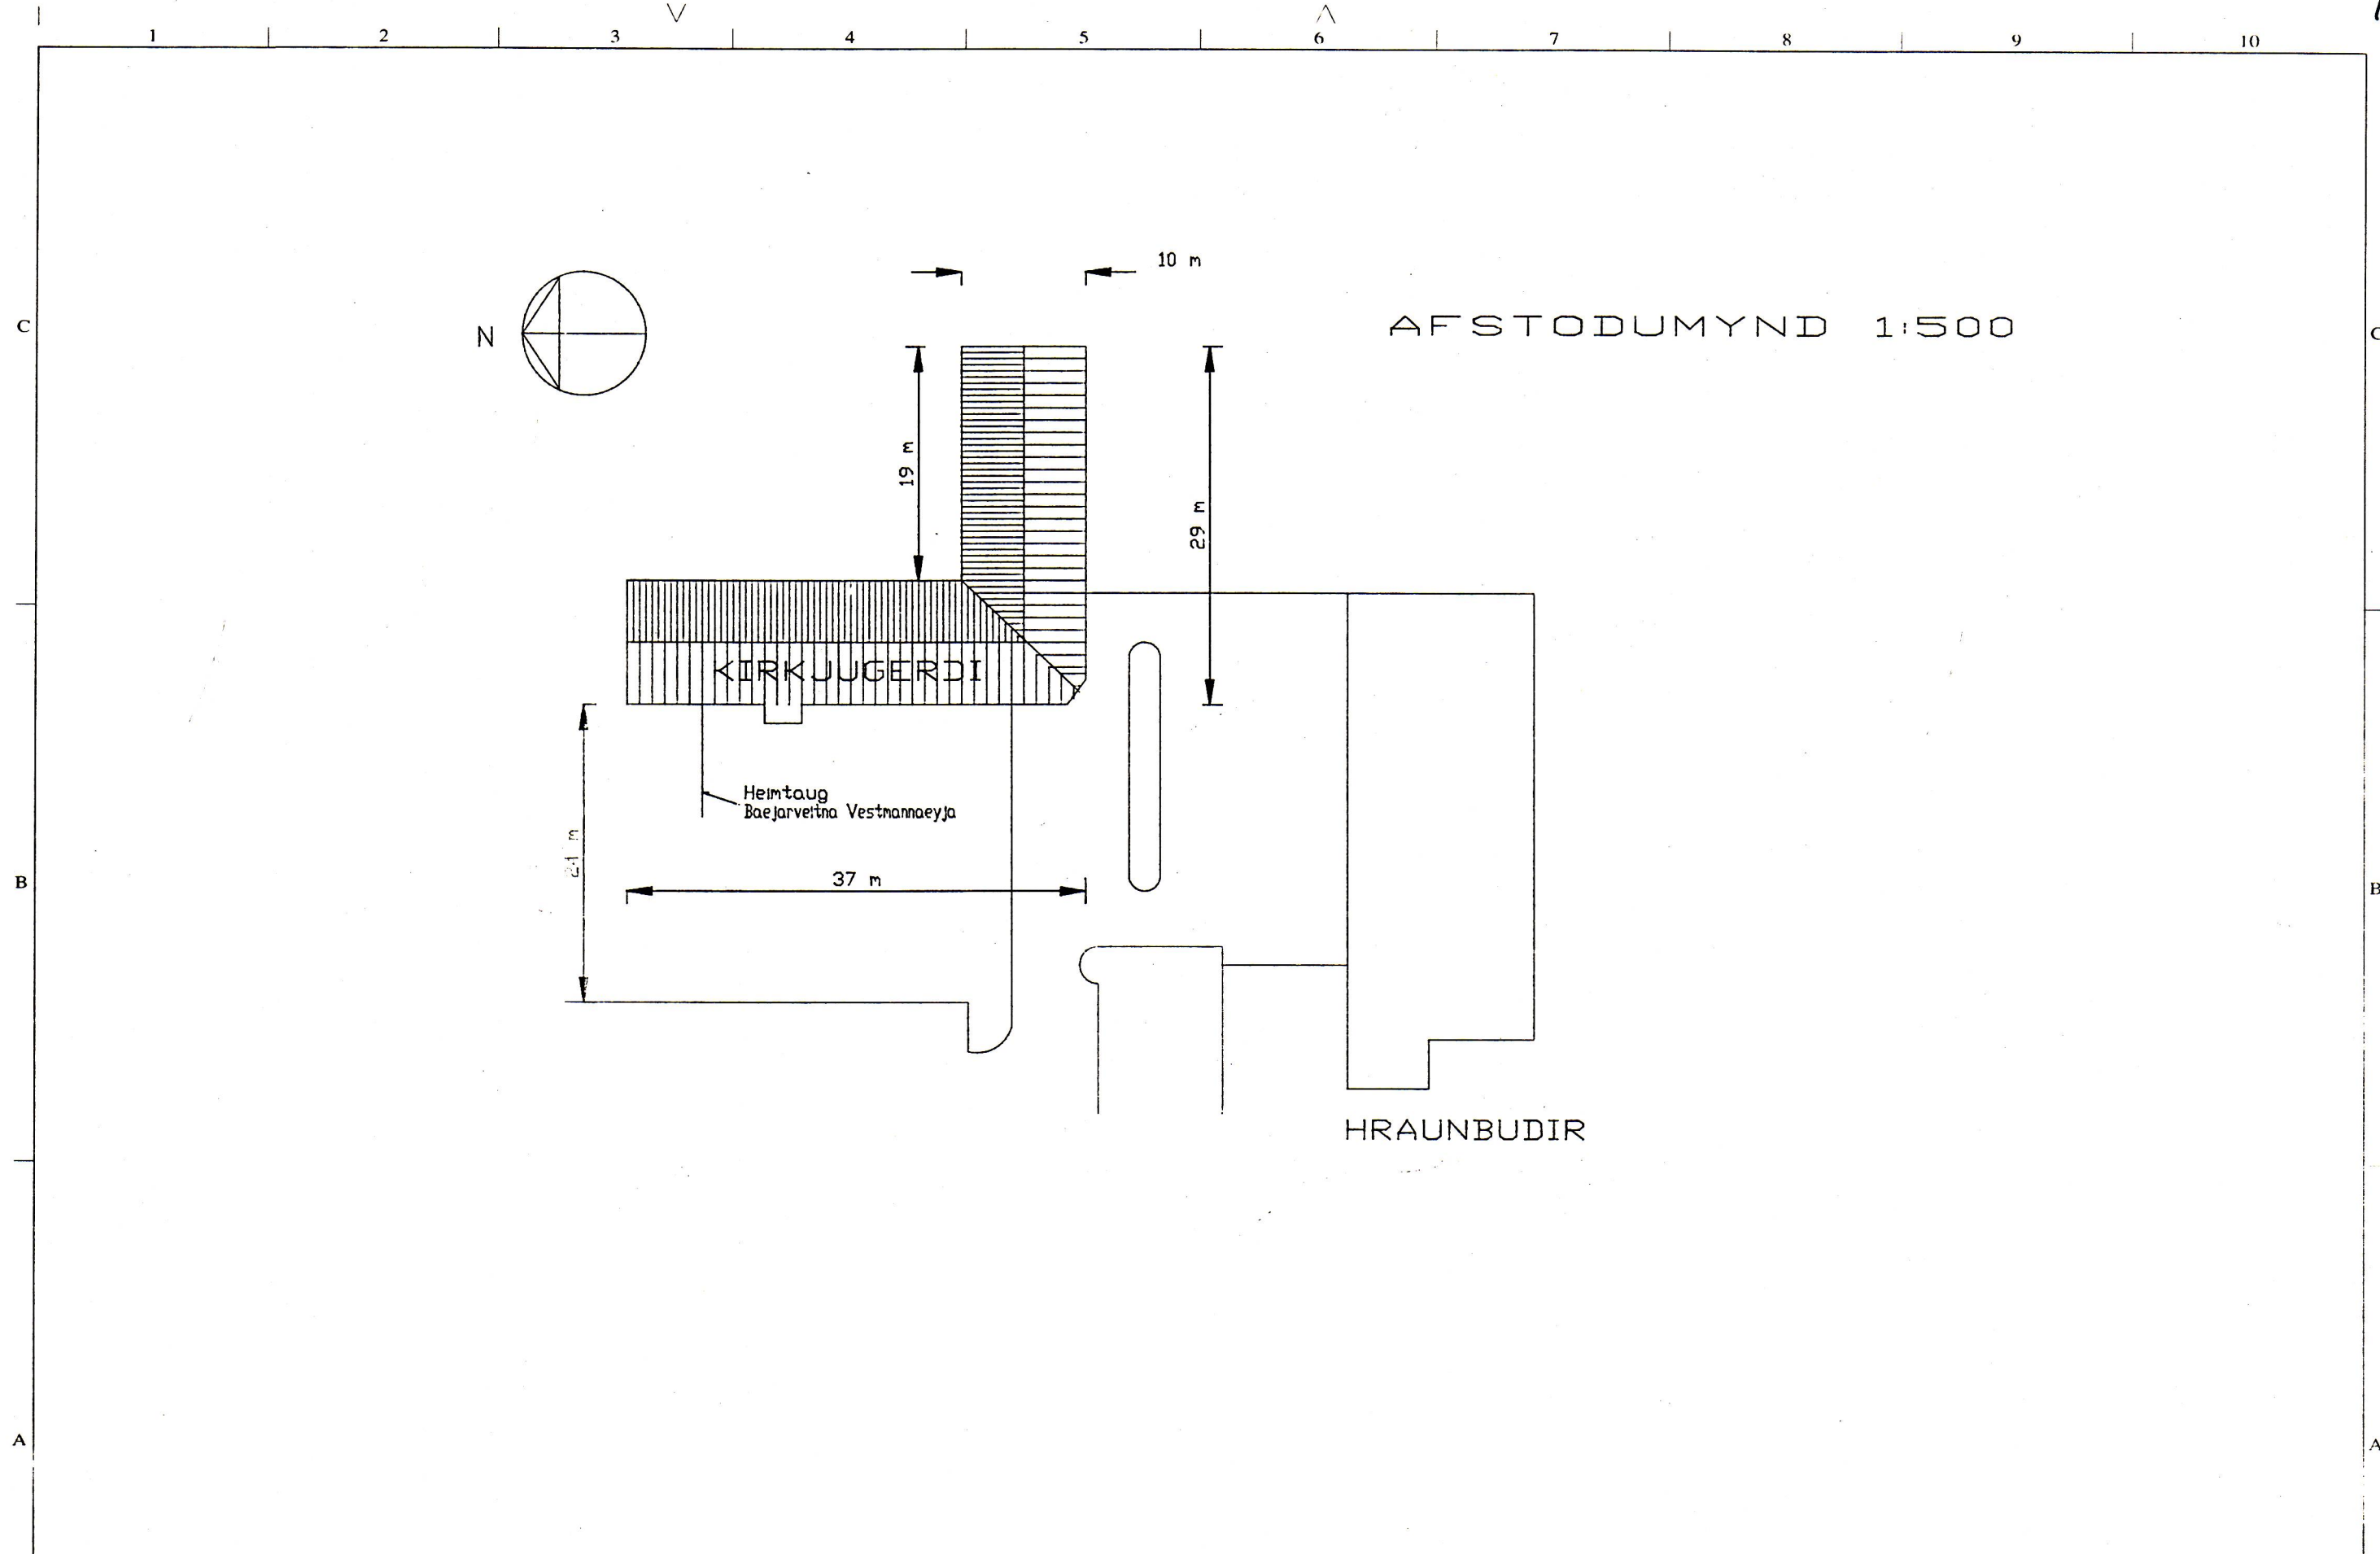 1 2 3 4 5 6 7 8 9 10
10 m
N
C AFSTODUMYND 1:500 C
19 m
29 m
KIRKJUGERDI
Heimtaug
Baejarveitna Vestmannaeyja
24 m
B 37 m B
HRAUNBUDIR
A A